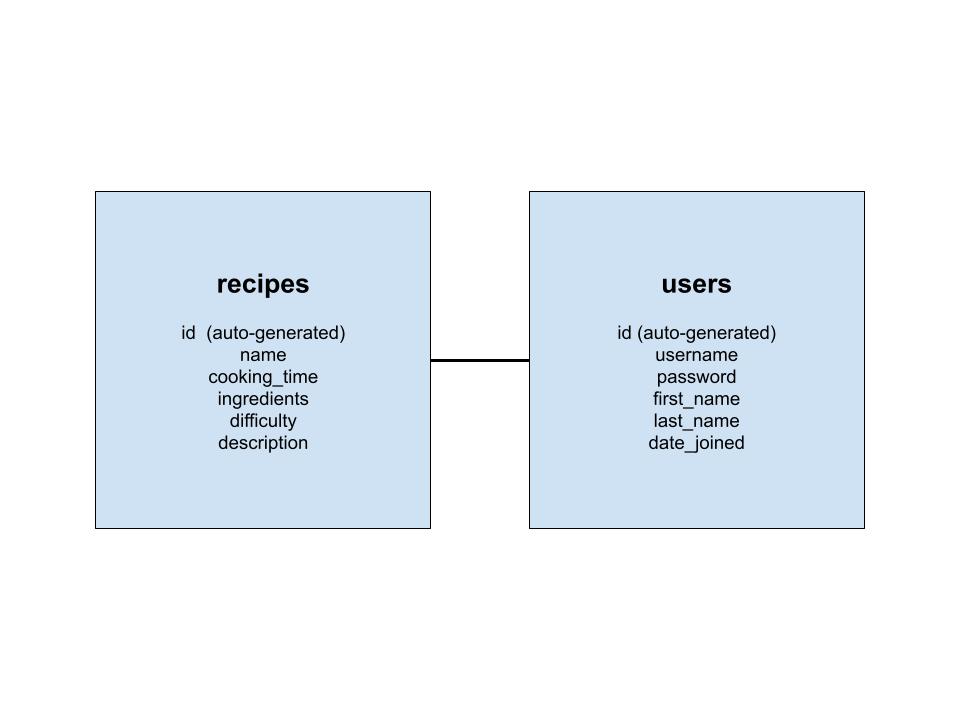 recipes
id  (auto-generated)
name
cooking_time
ingredients
difficulty
description
users
id (auto-generated)
username
password
first_name
last_name
date_joined